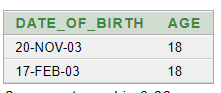 DATE_OF_BIRTH AGE
20-NOV-03 18
17-FEB-03 18